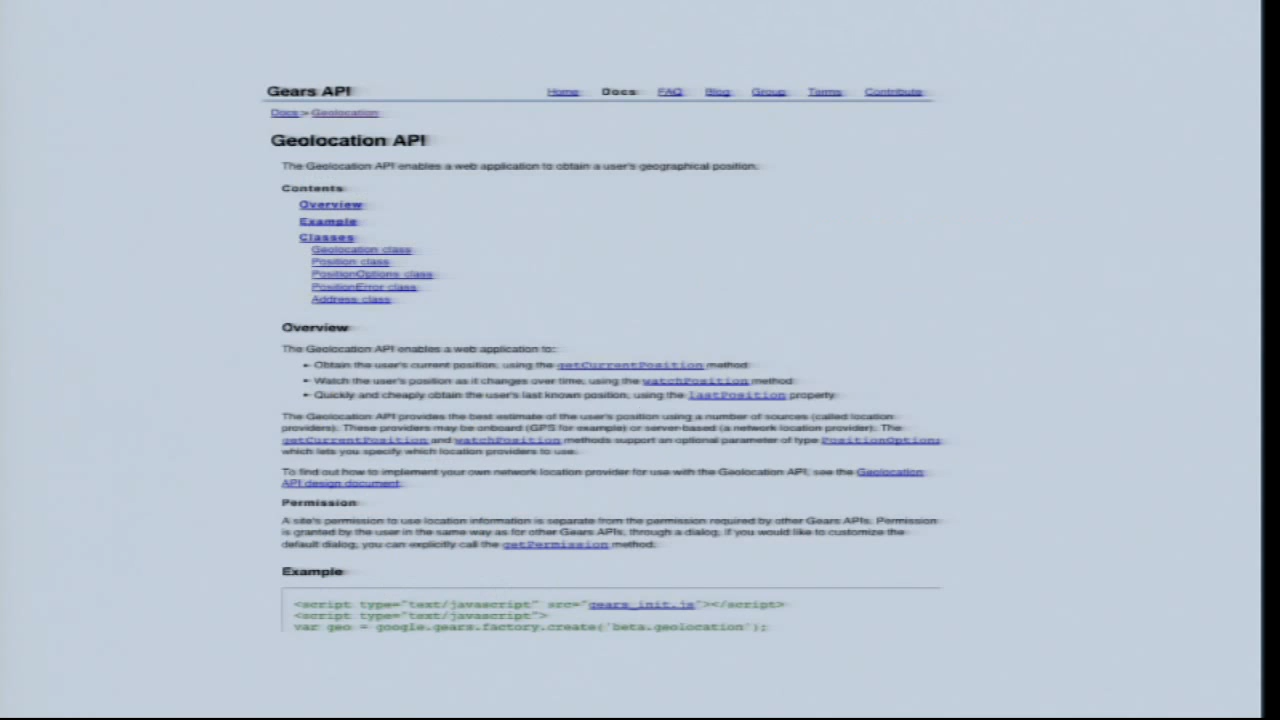 Gears API
Home Docs FAQ Blog Group Terms Contribute
Docs > Geolocation
Geolocation API
The Geolocation API enables a web application to obtain a user's geographical position.
Contents
Overview
Example
Classes
Geolocation class
Position class
PositionOptions class
PositionError class
Address class
Overview
The Geolocation API enables a web application to:
• Obtain the user's current position, using the getCurrentPosition method
• Watch the user's position as it changes over time, using the watchPosition method
• Quickly and cheaply obtain the user's last known position, using the lastPosition property
The Geolocation API provides the best estimate of the user's position using a number of sources (called location
providers). These providers may be onboard (GPS for example) or server-based (a network location provider). The
getCurrentPosition and watchPosition methods support an optional parameter of type PositionOptions
which lets you specify which location providers to use.
To find out how to implement your own network location provider for use with the Geolocation API, see the Geolocation
API design document.
Permission
A site's permission to use location information is separate from the permission required by other Gears APIs. Permission
is granted by the user in the same way as for other Gears APIs, through a dialog. If you would like to customize the
default dialog, you can explicitly call the getPermission method.
Example
<script type="text/javascript" src="gears_init.js"></script>
<script type="text/javascript">
var geo = google.gears.factory.create('beta.geolocation');